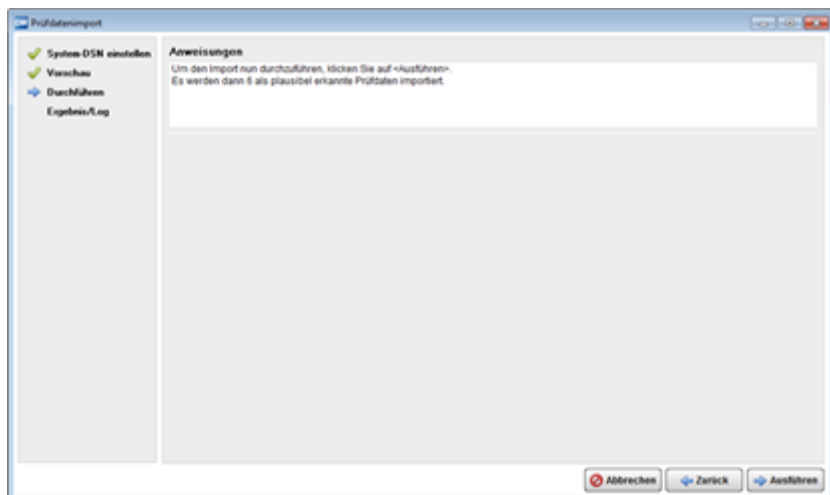 Prüfdatenimport
System-DSN einstellen
Vorschau
Durchführen
Ergebnis/Log
Anweisungen
Um den Import nun durchzuführen, klicken Sie auf <Ausführen>.
Es werden dann 6 als plausibel erkannte Prüfdaten importiert.
Abbrechen
Zurück
Ausführen